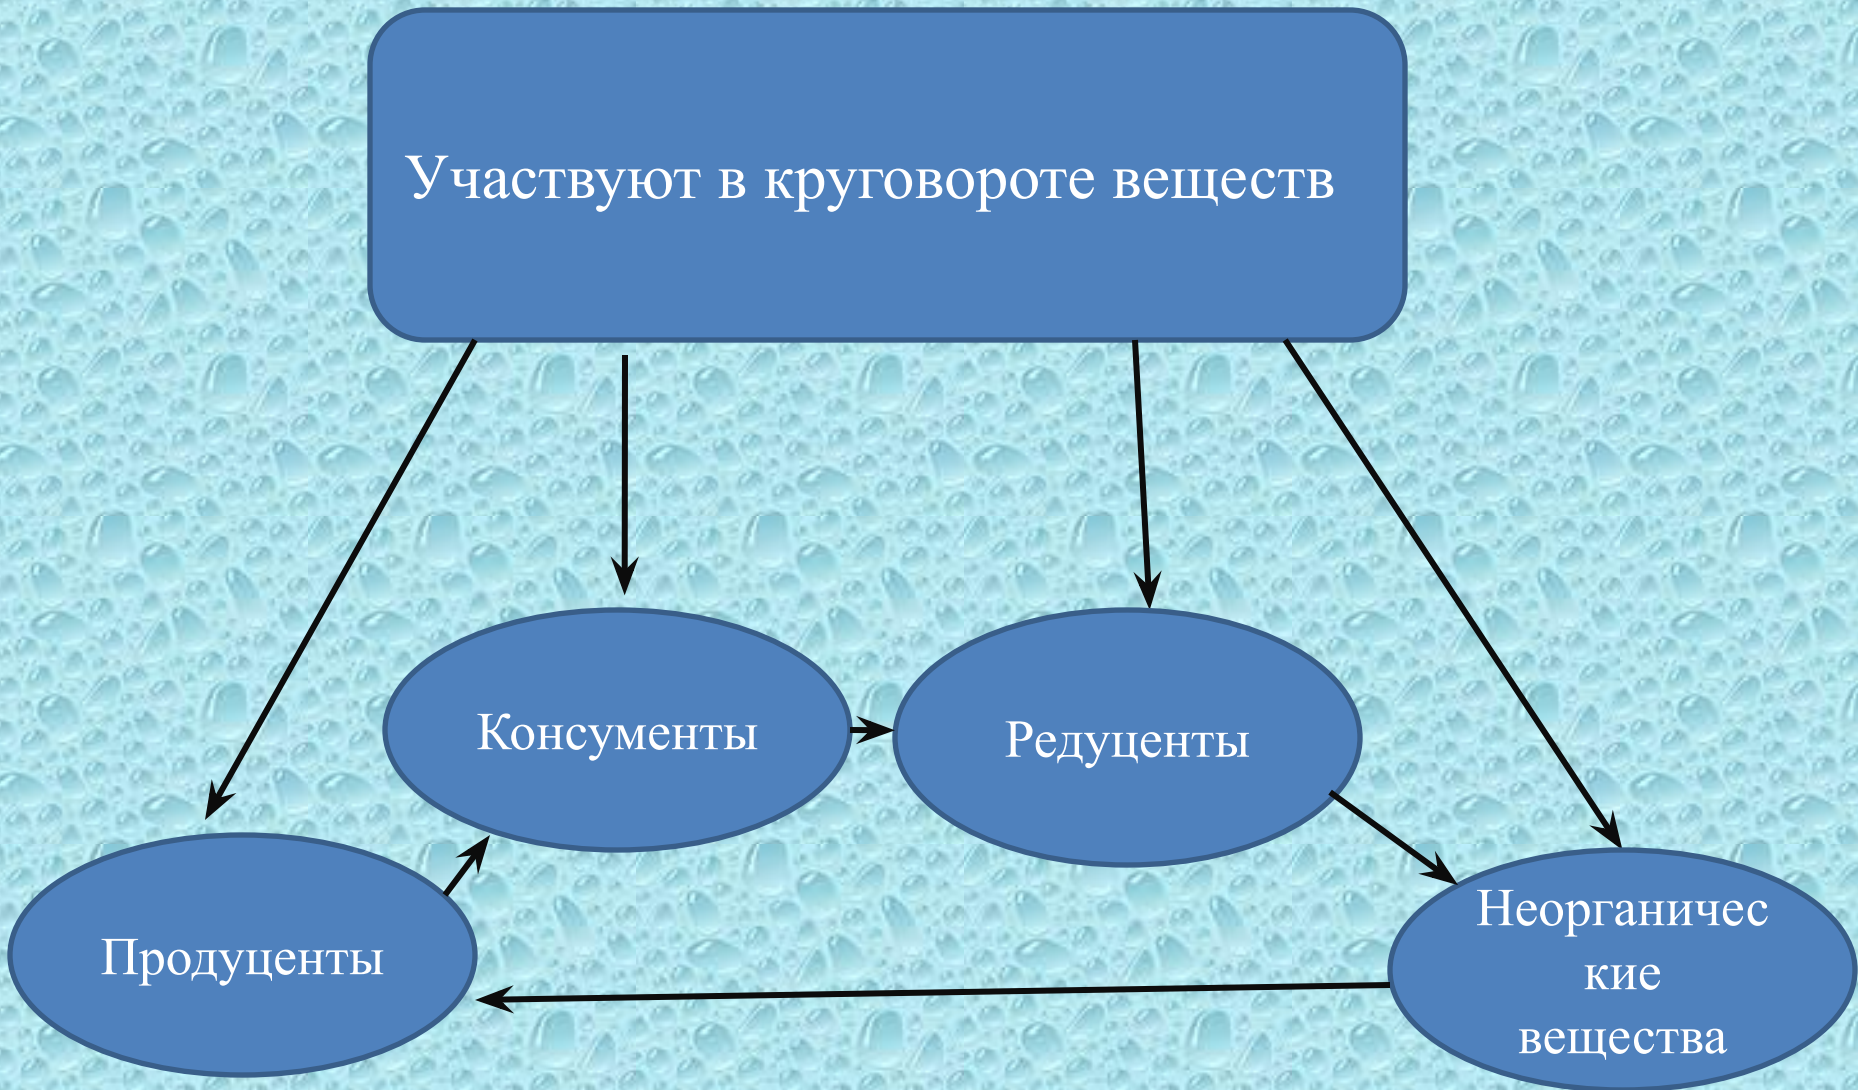 Участвуют в круговороте веществ
Консументы
Редуценты
Продуценты
Неорганичес
кие
вещества